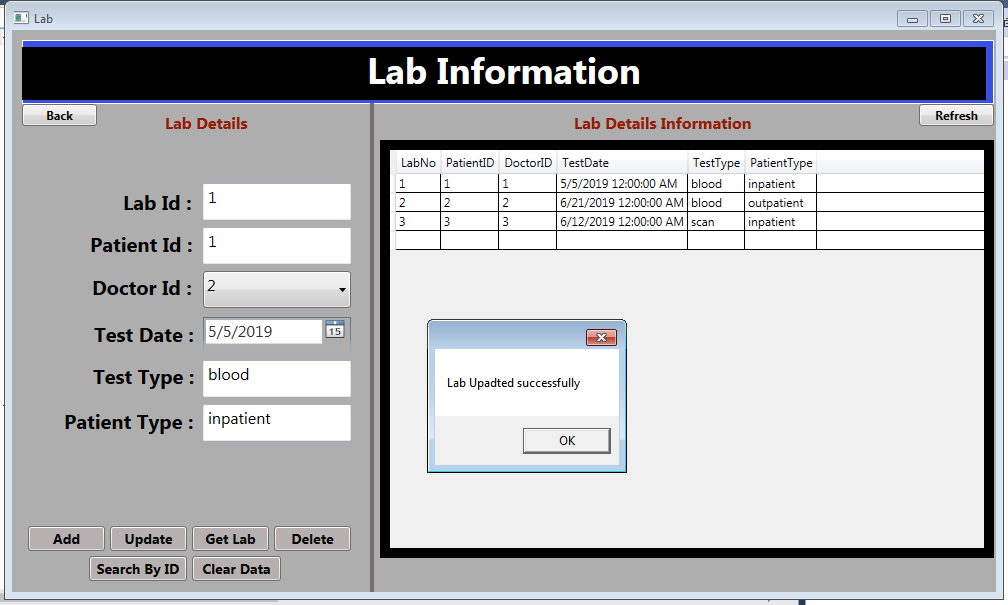 Lab
Lab Information
Back
Lab Details
Lab Id :
1
Patient Id :
1
Doctor Id :
2
Test Date :
5/5/2019
15
Test Type :
blood
Patient Type :
inpatient
Add Update Get Lab Delete
Search By ID Clear Data
Lab Details Information
Refresh
LabNo PatientID DoctorID TestDate TestType PatientType
1 1 1 5/5/2019 12:00:00 AM blood inpatient
2 2 2 6/21/2019 12:00:00 AM blood outpatient
3 3 3 6/12/2019 12:00:00 AM scan inpatient
Lab Upadted successfully
OK